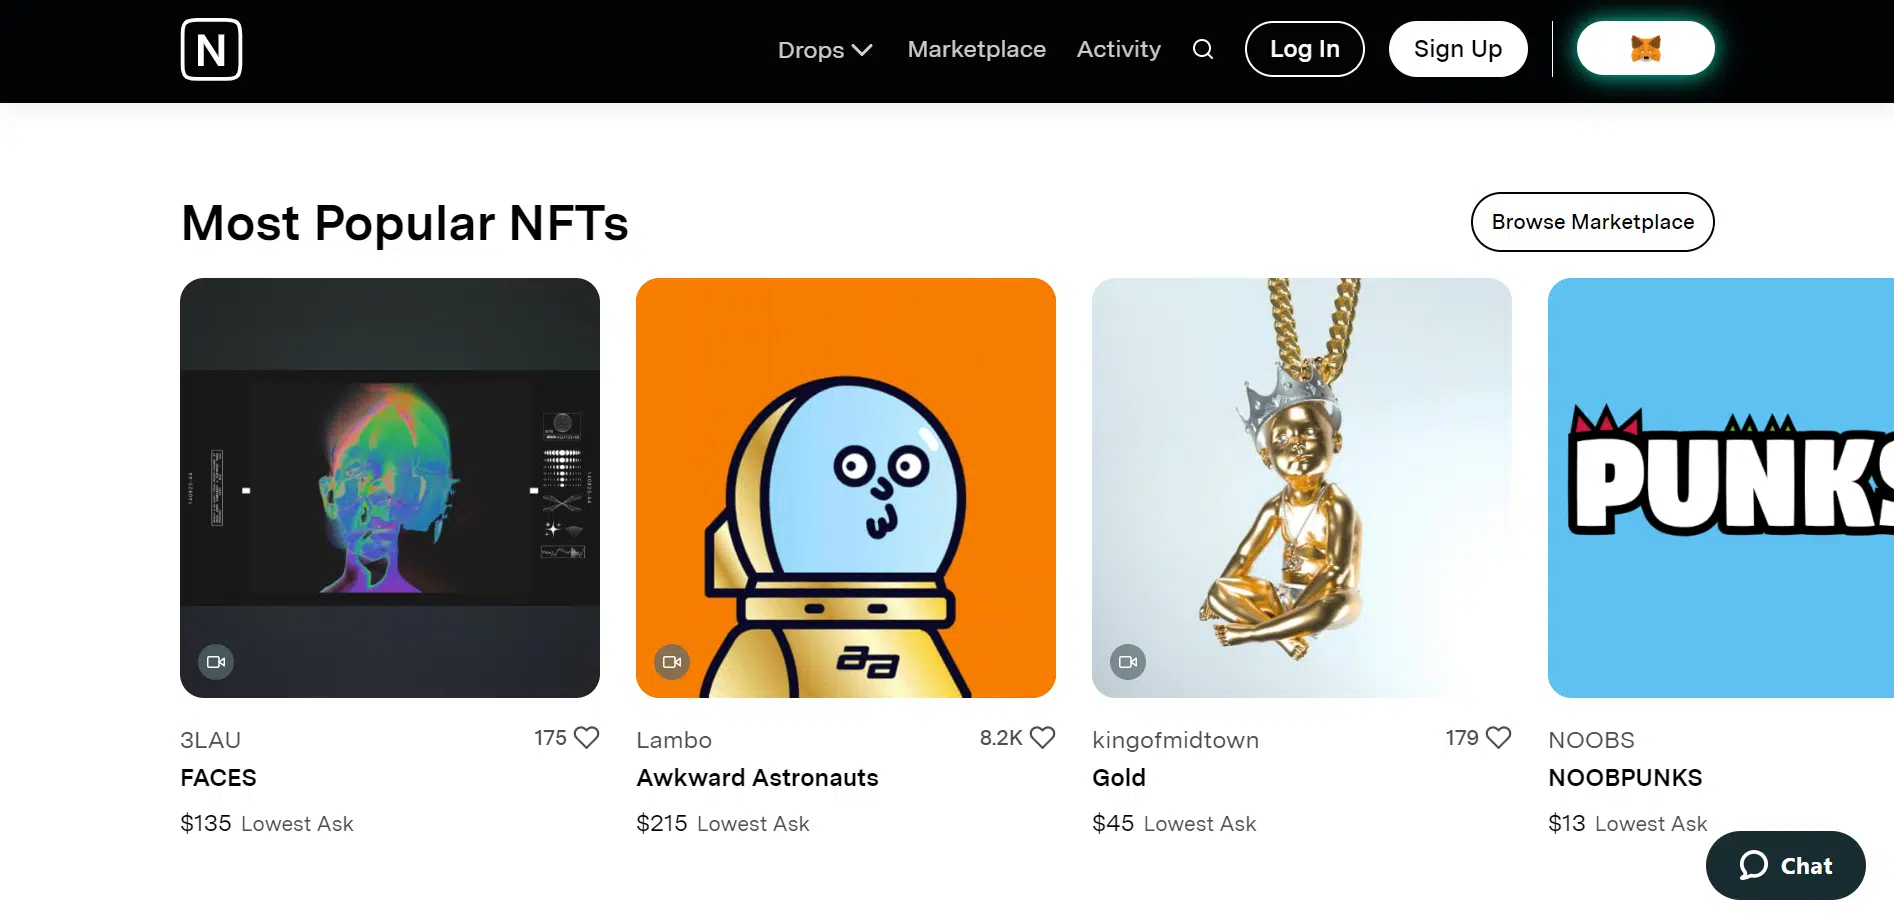 N
Drops
Marketplace
Activity
Log In
Sign Up
Most Popular NFTs
Browse Marketplace
aa
PUNKS
3LAU
175
FACES
$135 Lowest Ask
Lambo
8.2K
Awkward Astronauts
$215 Lowest Ask
kingofmidtown
179
Gold
$45 Lowest Ask
NOOBS
NOOBPUNKS
$13 Lowest Ask
Chat